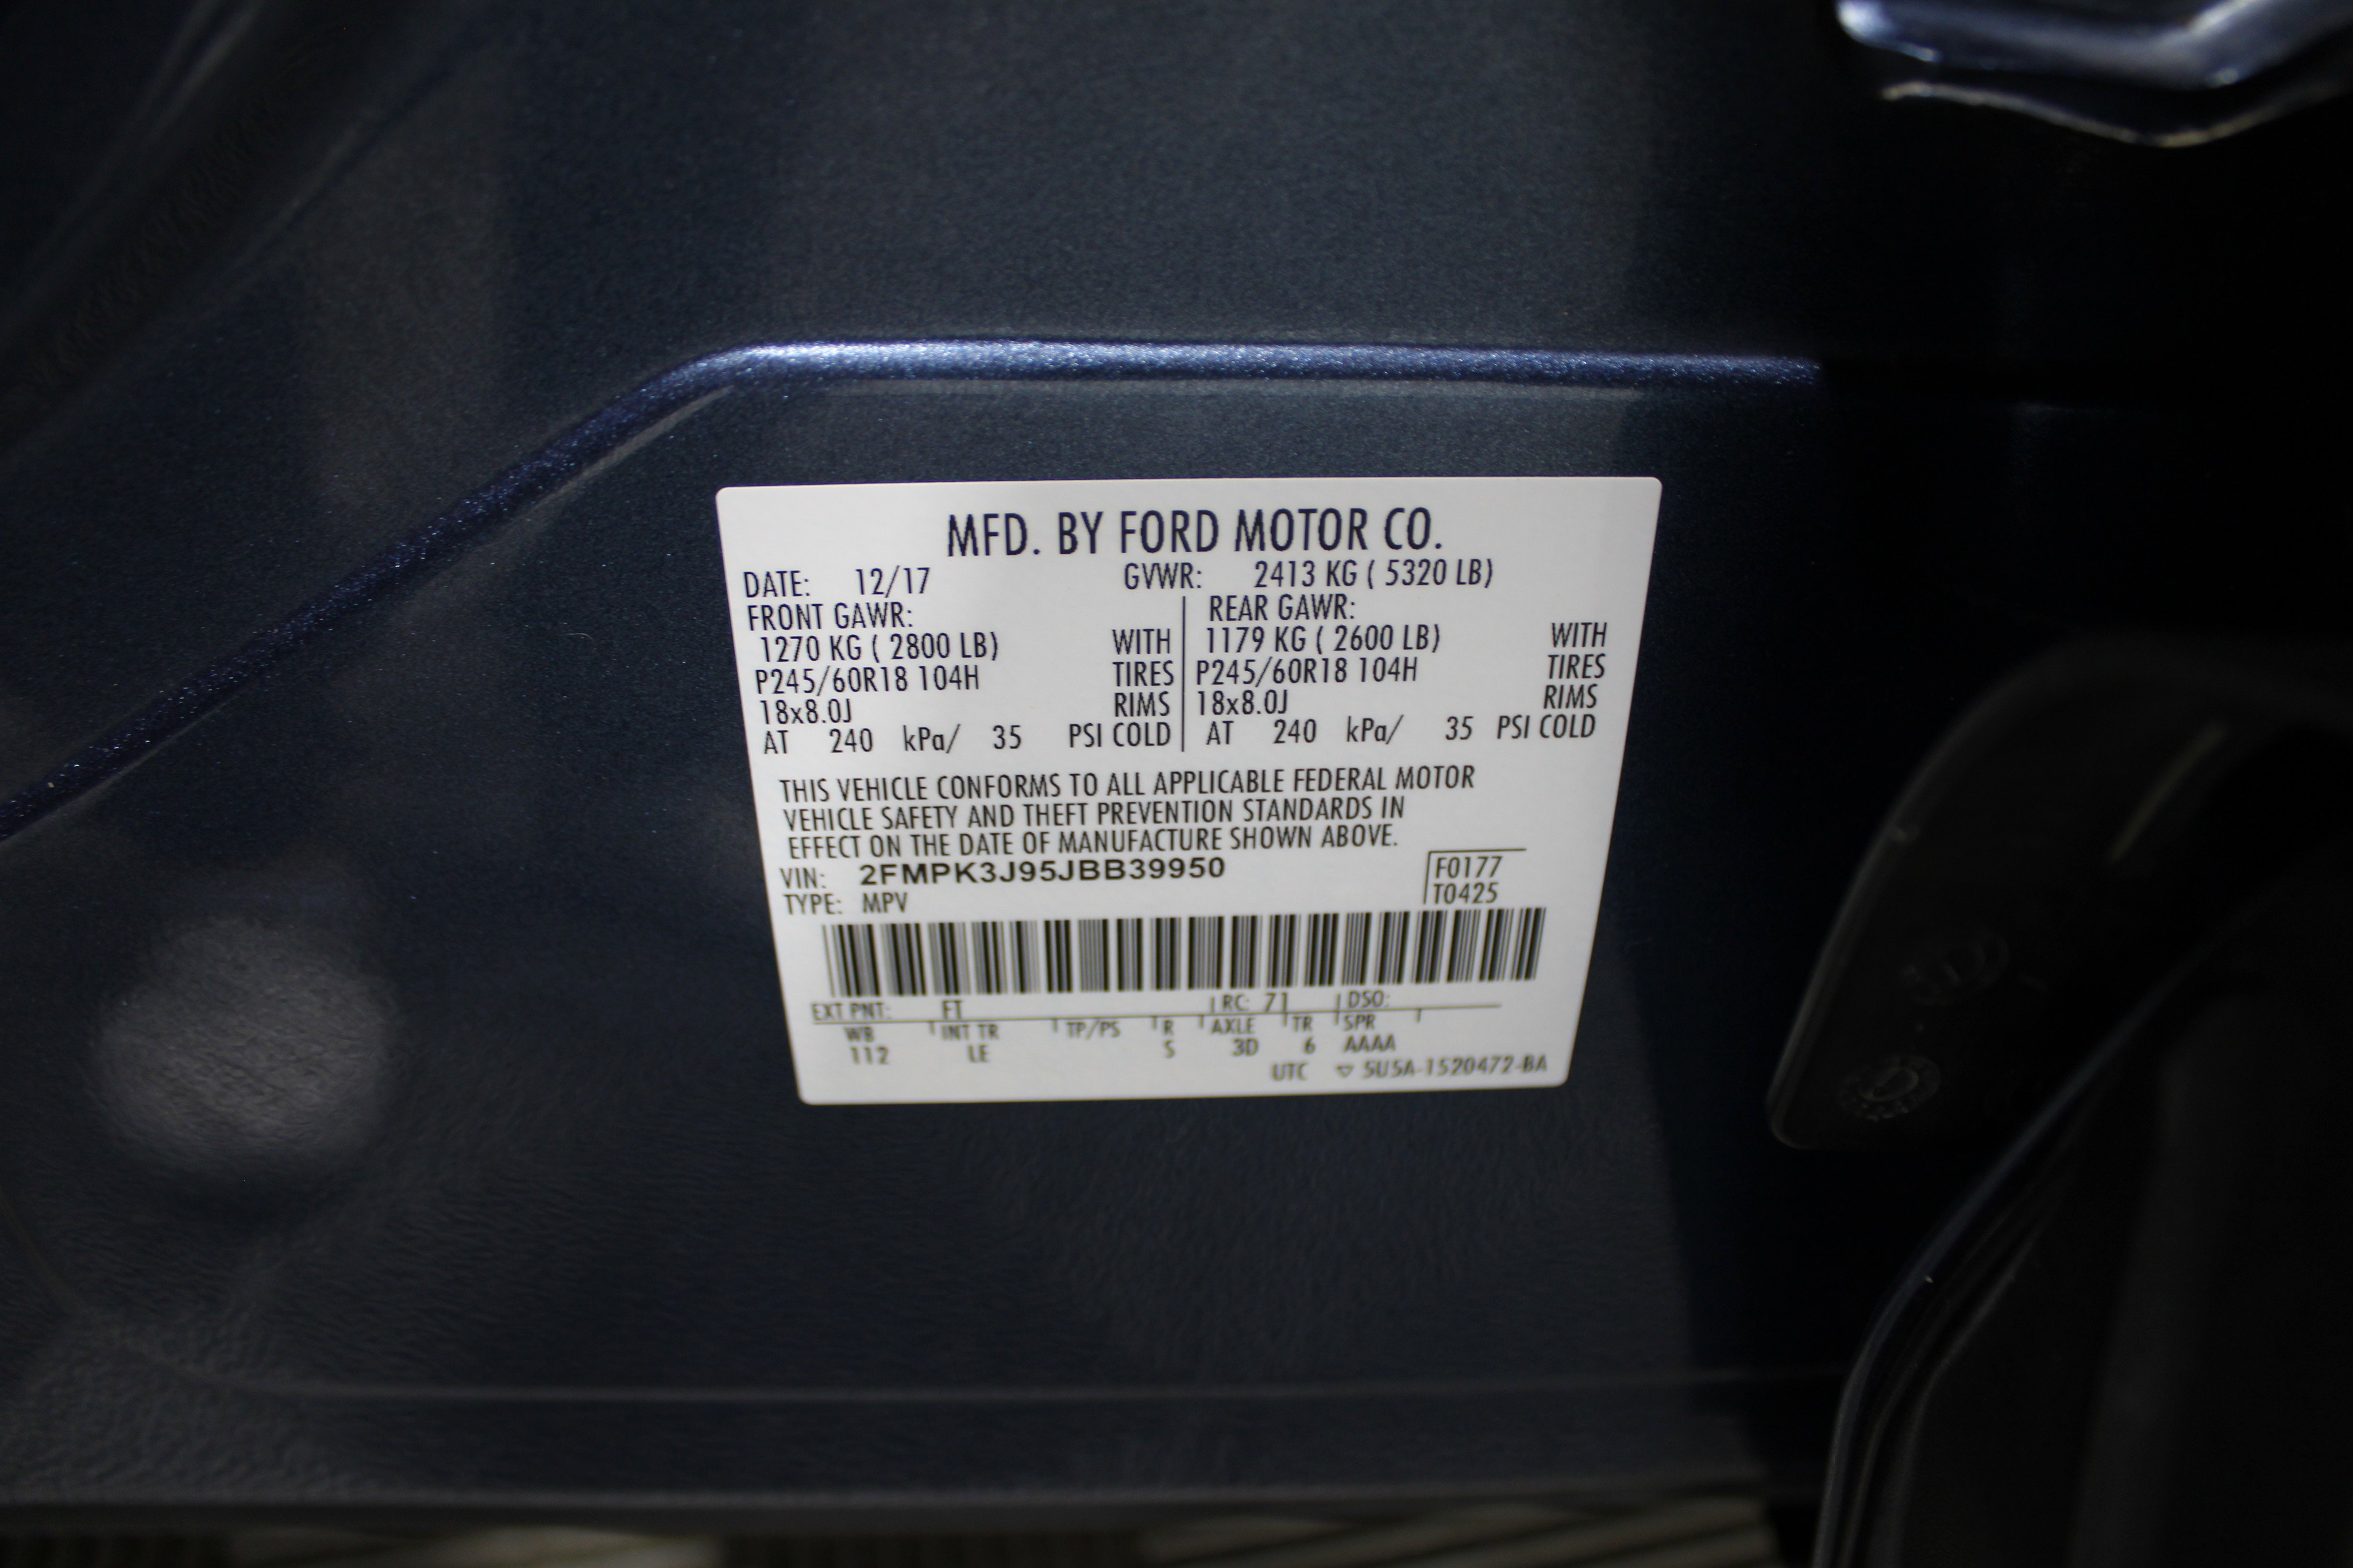 MFD. BY FORD MOTOR CO.
DATE: 12/17 GVWR: 2413 KG ( 5320 LB)
FRONT GAWR: REAR GAWR:
1270 KG ( 2800 LB) WITH 1179 KG ( 2600 LB) WITH
P245/60R18 104H TIRES P245/60R18 104H TIRES
18x8.0J RIMS 18x8.0J RIMS
AT 240 kPa/ 35 PSI COLD AT 240 kPa/ 35 PSI COLD
THIS VEHICLE CONFORMS TO ALL APPLICABLE FEDERAL MOTOR
VEHICLE SAFETY AND THEFT PREVENTION STANDARDS IN
EFFECT ON THE DATE OF MANUFACTURE SHOWN ABOVE.
VIN: 2FMPK3J95JBB39950 F0177
TYPE: MPV T0425
EXT PNT: FT RC: 71 DSO:
WB INT TR TP/PS R AXLE TR SPR
112 LE S 3D 6 AAAA
UTC ▽ 5U5A-1520472-BA